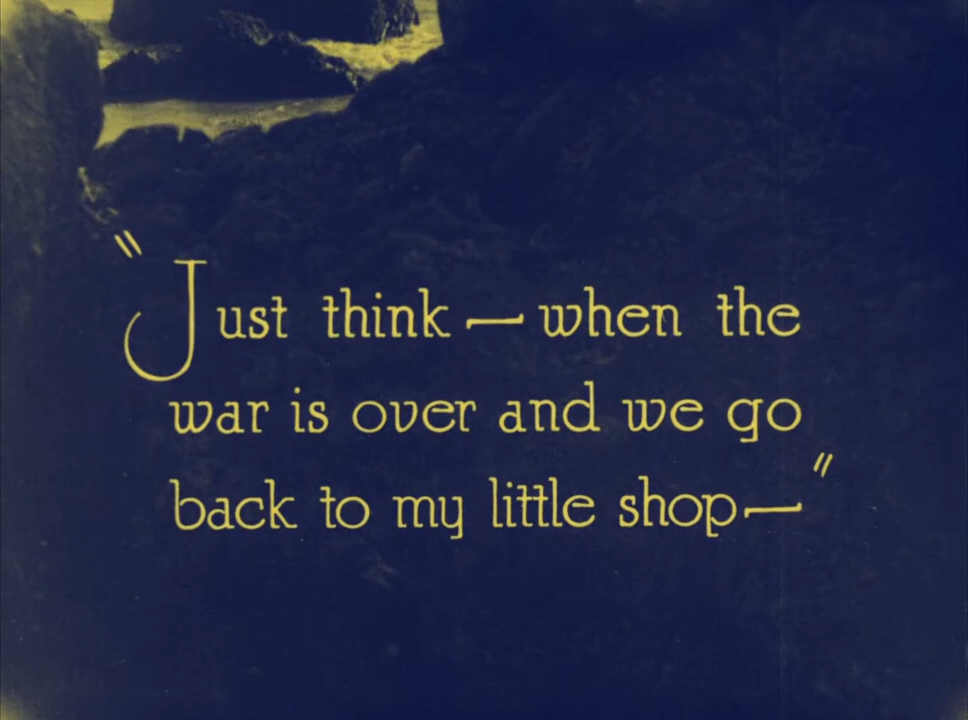 "Just think — when the
war is over and we go
back to my little shop—"